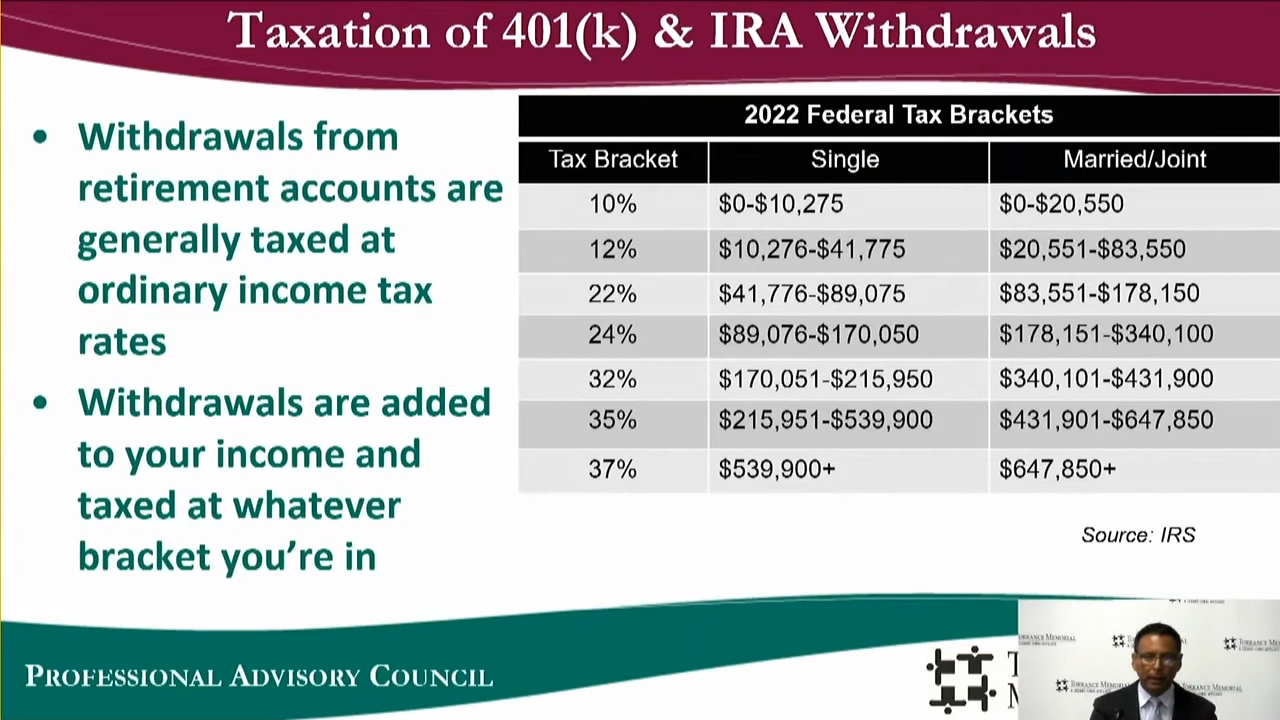 Taxation of 401(k) & IRA Withdrawals
• Withdrawals from
retirement accounts are
generally taxed at
ordinary income tax
rates
• Withdrawals are added
to your income and
taxed at whatever
bracket you’re in
2022 Federal Tax Brackets
Tax Bracket Single Married/Joint
10% $0-$10,275 $0-$20,550
12% $10,276-$41,775 $20,551-$83,550
22% $41,776-$89,075 $83,551-$178,150
24% $89,076-$170,050 $178,151-$340,100
32% $170,051-$215,950 $340,101-$431,900
35% $215,951-$539,900 $431,901-$647,850
37% $539,900+ $647,850+
Source: IRS
PROFESSIONAL ADVISORY COUNCIL
T
M
TORRANCE MEMORIAL
TORRANCE MEMORIAL